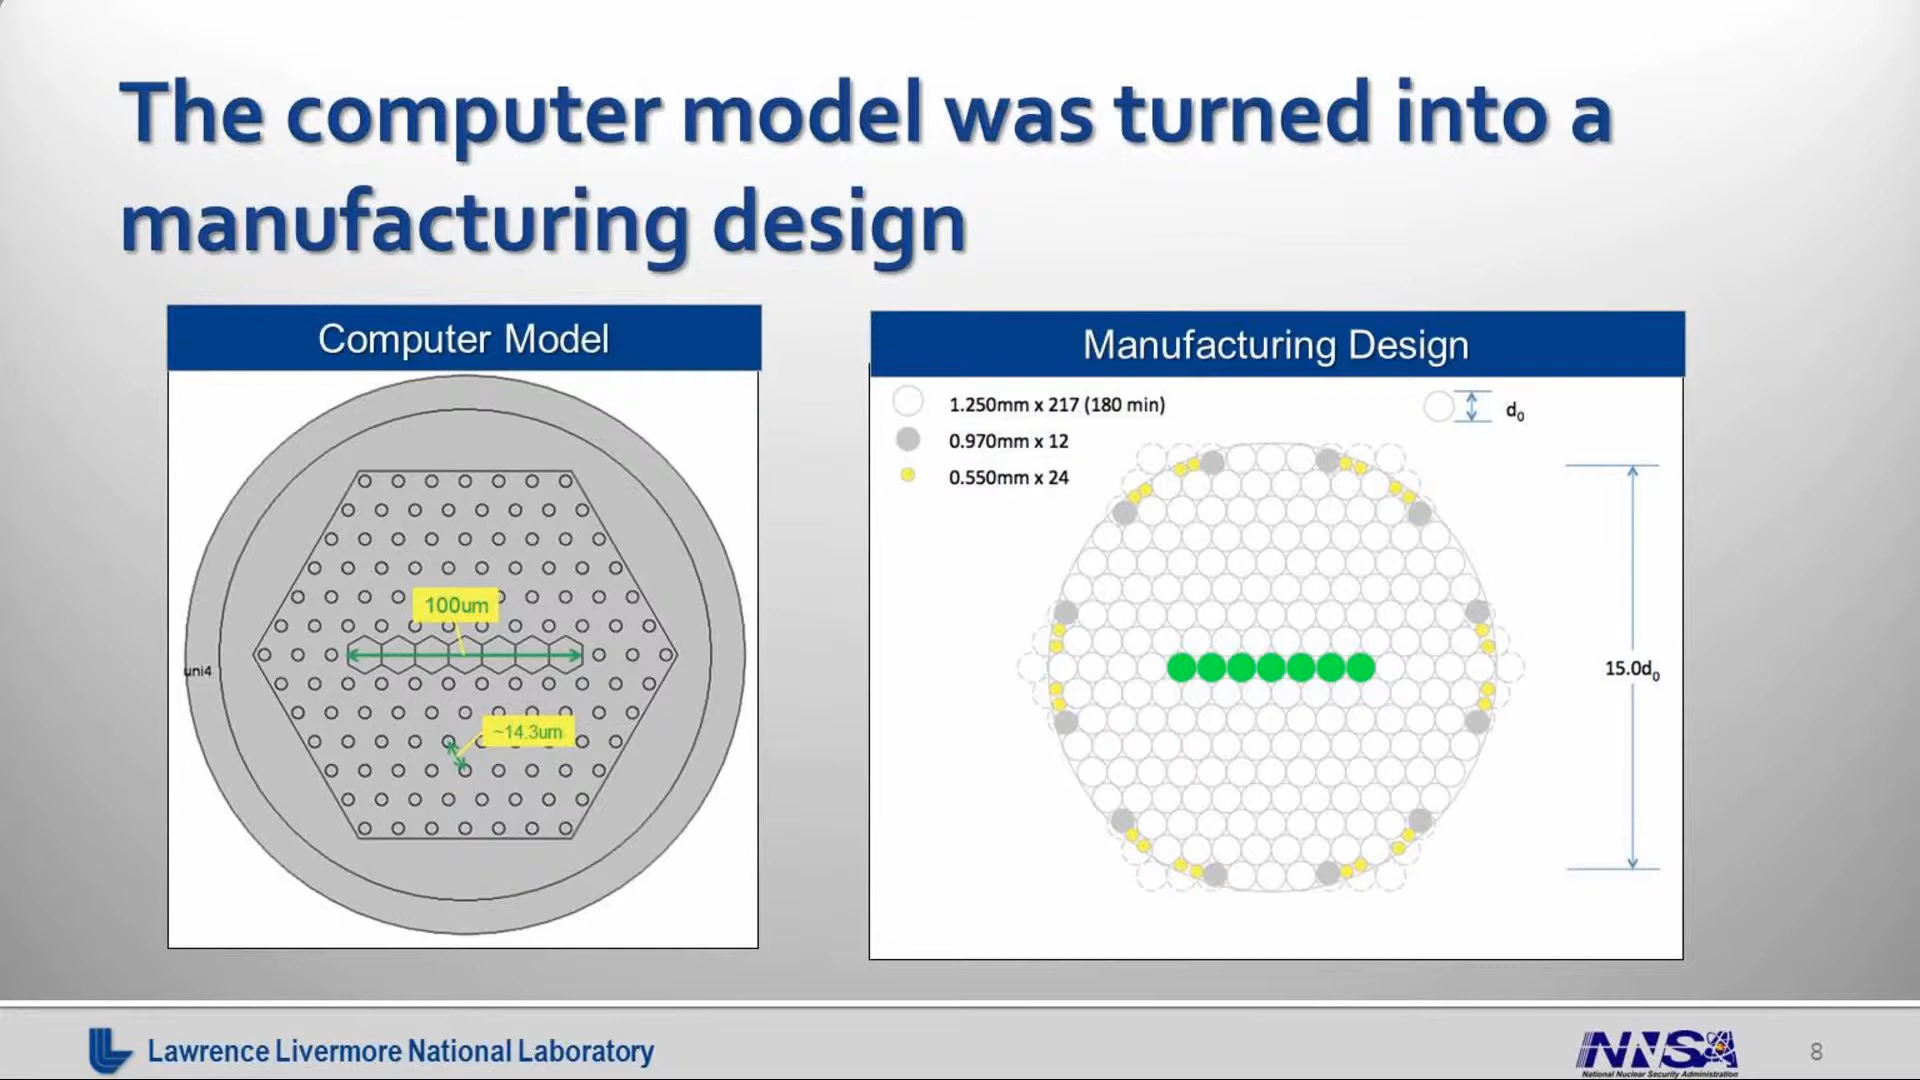 The computer model was turned into a
manufacturing design
Computer Model
100um
uni4
~14.3um
Manufacturing Design
1.250mm x 217 (180 min)
0.970mm x 12
0.550mm x 24
d0
15.0d0
Lawrence Livermore National Laboratory
NNSA
National Nuclear Security Administration
8